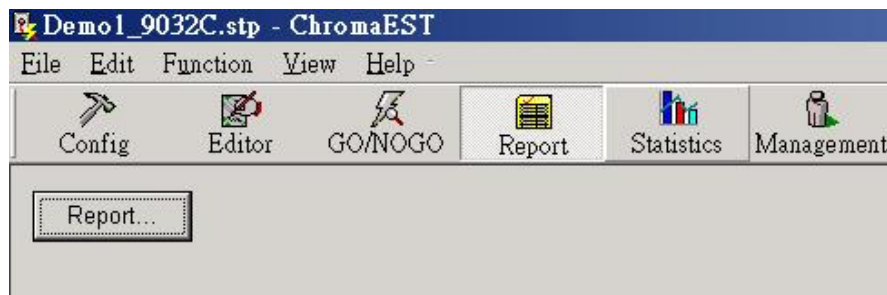 Demo1_9032C.stp - ChromaEST
File Edit Function View Help
Config Editor GO/NOGO Report Statistics Management
Report...